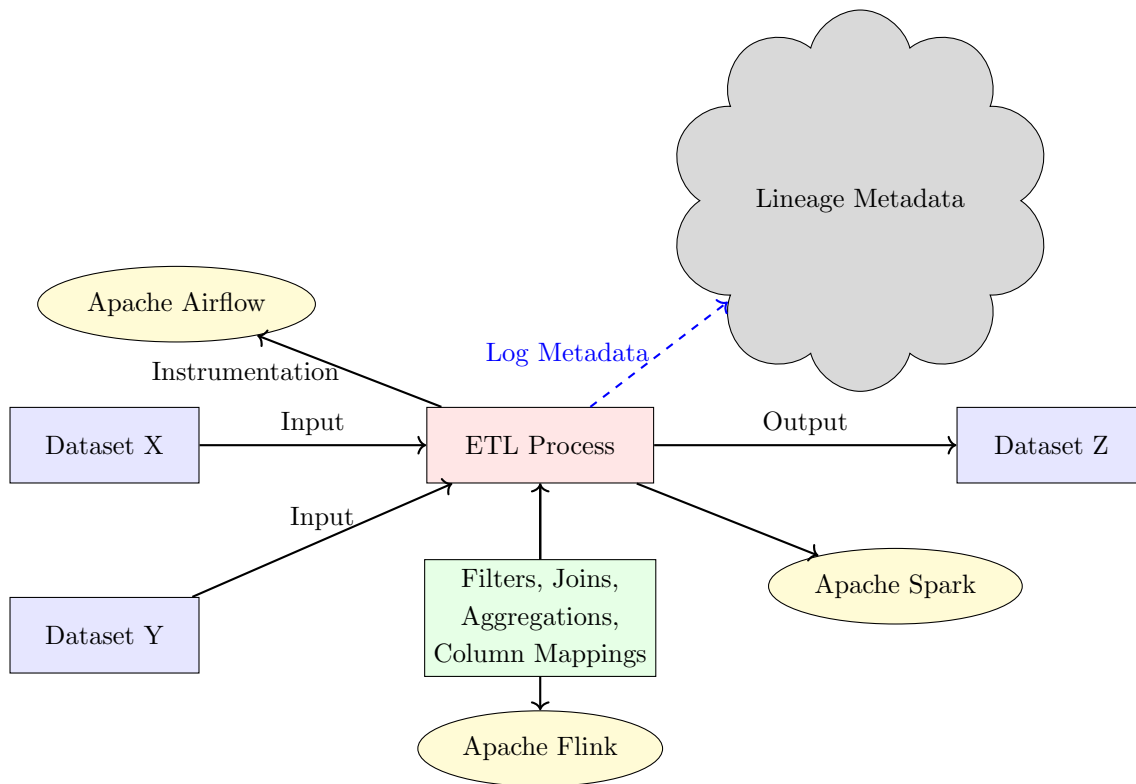 Lineage Metadata
Apache Airflow
Log Metadata
Instrumentation
Input
Output
Dataset X
ETL Process
Dataset Z
Input
Filters, Joins,
Aggregations,
Column Mappings
Apache Spark
Dataset Y
Apache Flink